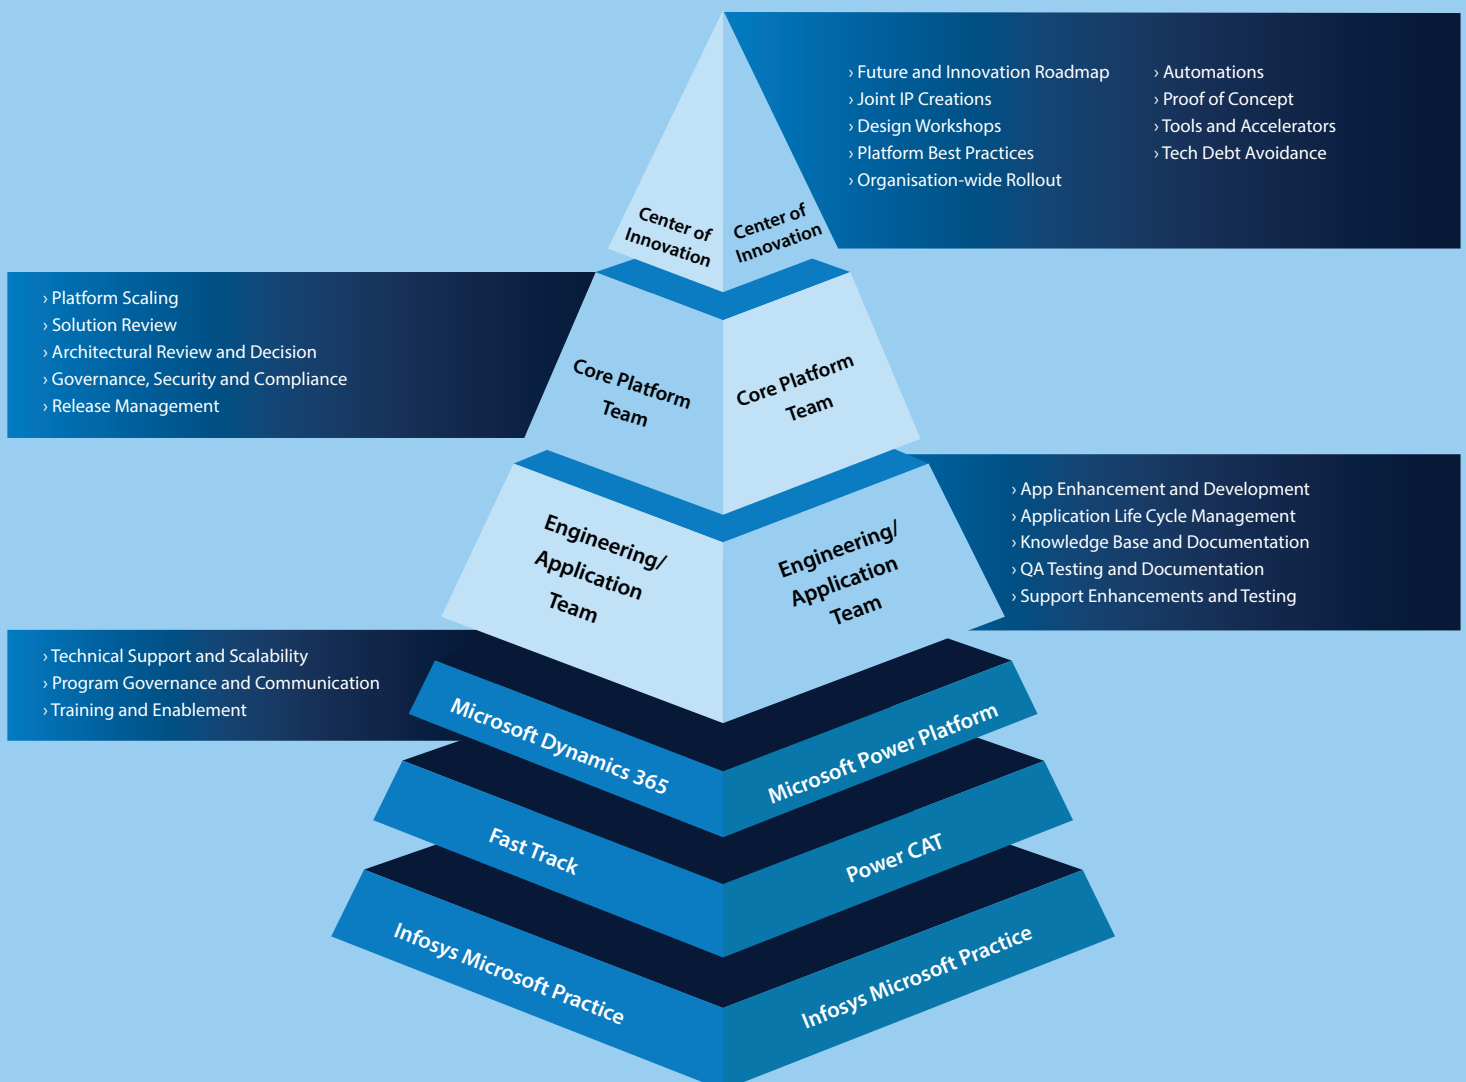 › Future and Innovation Roadmap
› Joint IP Creations
› Design Workshops
› Platform Best Practices
› Organisation-wide Rollout
› Automations
› Proof of Concept
› Tools and Accelerators
› Tech Debt Avoidance
Center of
Innovation
Center of
Innovation
› Platform Scaling
› Solution Review
› Architectural Review and Decision
› Governance, Security and Compliance
› Release Management
Core Platform
Team
Core Platform
Team
› App Enhancement and Development
› Application Life Cycle Management
› Knowledge Base and Documentation
› QA Testing and Documentation
› Support Enhancements and Testing
Engineering/
Application
Team
Engineering/
Application
Team
› Technical Support and Scalability
› Program Governance and Communication
› Training and Enablement
Microsoft Dynamics 365
Microsoft Power Platform
Fast Track
Power CAT
Infosys Microsoft Practice
Infosys Microsoft Practice